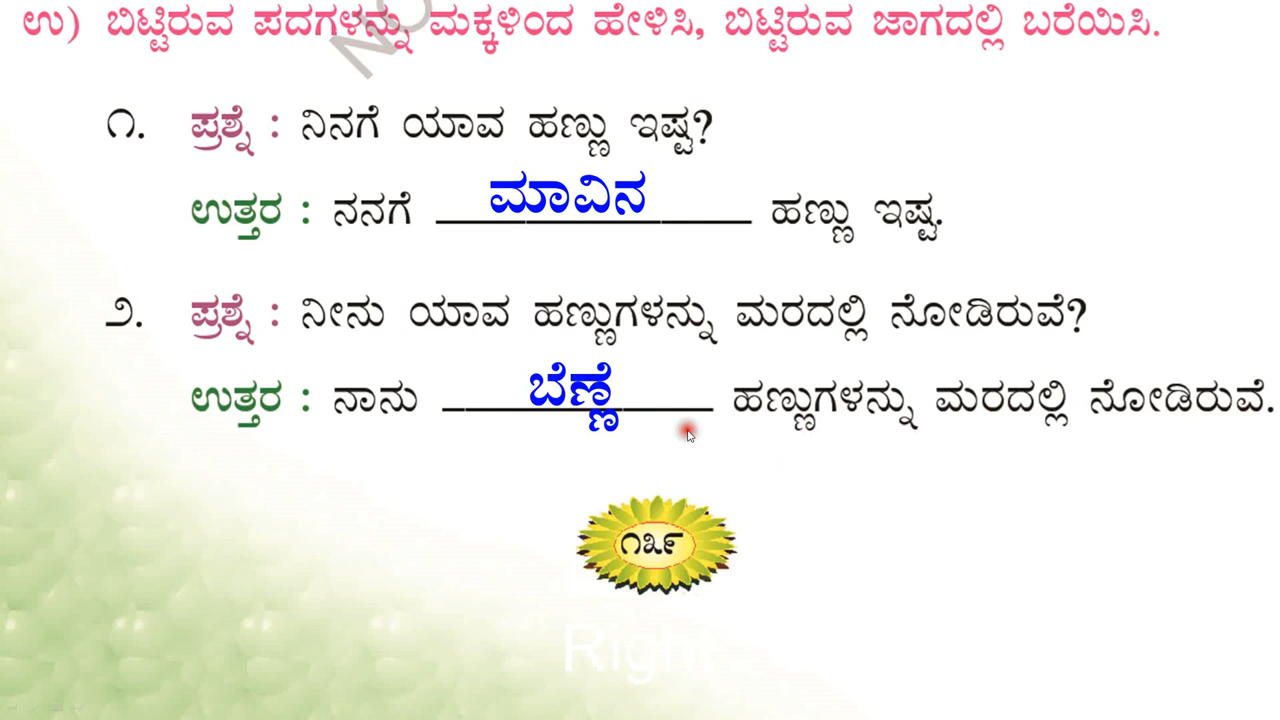 ಉ) ಬಿಟ್ಟಿರುವ ಪದಗಳನ್ನು ಮಕ್ಕಳಿಂದ ಹೇಳಿಸಿ, ಬಿಟ್ಟಿರುವ ಜಾಗದಲ್ಲಿ ಬರೆಯಿಸಿ.
೧. ಪ್ರಶ್ನೆ : ನಿನಗೆ ಯಾವ ಹಣ್ಣು ಇಷ್ಟ?
ಉತ್ತರ : ನನಗೆ ಮಾವಿನ ಹಣ್ಣು ಇಷ್ಟ.
೨. ಪ್ರಶ್ನೆ : ನೀನು ಯಾವ ಹಣ್ಣುಗಳನ್ನು ಮರದಲ್ಲಿ ನೋಡಿರುವೆ?
ಉತ್ತರ : ನಾನು ಬೆಣ್ಣೆ ಹಣ್ಣುಗಳನ್ನು ಮರದಲ್ಲಿ ನೋಡಿರುವೆ.
೧೩೯